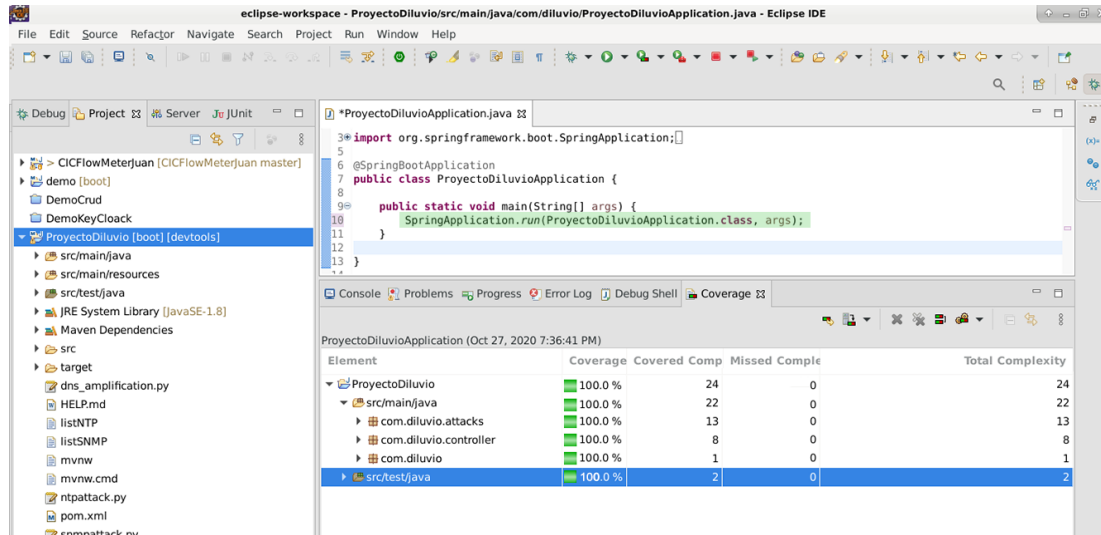 eclipse-workspace - ProyectoDiluvio/src/main/java/com/diluvio/ProyectoDiluvioApplication.java - Eclipse IDE
File Edit Source Refactor Navigate Search Project Run Window Help
Debug Project Server JUnit
> CICFlowMeterJuan [CICFlowMeterJuan master]
demo [boot]
DemoCrud
DemoKeyCloack
ProyectoDiluvio [boot] [devtools]
src/main/java
src/main/resources
src/test/java
JRE System Library [JavaSE-1.8]
Maven Dependencies
src
target
dns_amplification.py
HELP.md
listNTP
listSNMP
mvnw
mvnw.cmd
ntpattack.py
pom.xml
snmpattack.py
*ProyectoDiluvioApplication.java
3 import org.springframework.boot.SpringApplication;
5
6 @SpringBootApplication
7 public class ProyectoDiluvioApplication {
8
9 public static void main(String[] args) {
10 SpringApplication.run(ProyectoDiluvioApplication.class, args);
11 }
12
13 }
14
Console Problems Progress Error Log Debug Shell Coverage
ProyectoDiluvioApplication (Oct 27, 2020 7:36:41 PM)
Element Coverage Covered Comp Missed Comple Total Complexity
ProyectoDiluvio 100.0 % 24 0 24
src/main/java 100.0 % 22 0 22
com.diluvio.attacks 100.0 % 13 0 13
com.diluvio.controller 100.0 % 8 0 8
com.diluvio 100.0 % 1 0 1
src/test/java 100.0 % 2 0 2